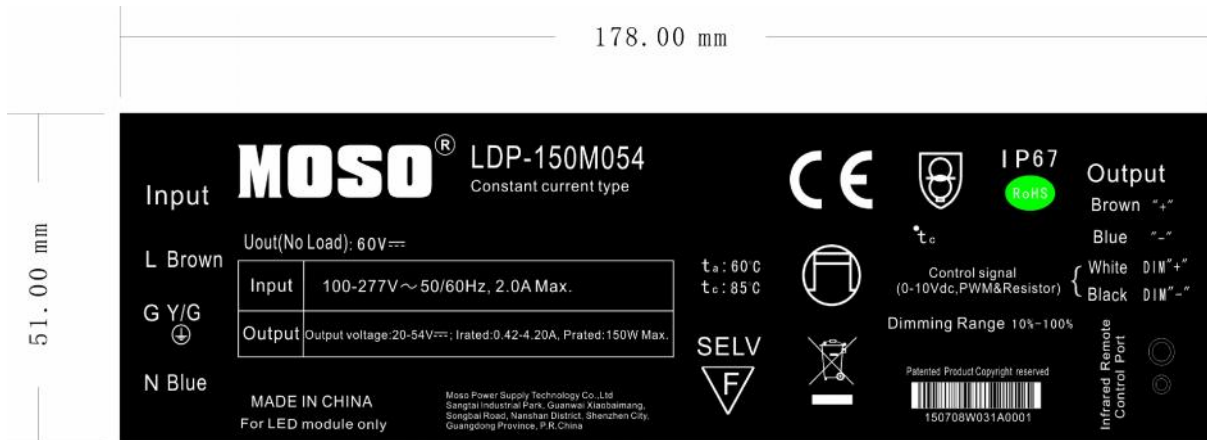 178.00 mm
51.00 mm
Input
L Brown
G Y/G
N Blue
MOSO®
LDP-150M054
Constant current type
Uout(No Load): 60V⎓
Input 100-277V～50/60Hz, 2.0A Max.
Output Output voltage:20-54V⎓; Irated:0.42-4.20A, Prated:150W Max.
MADE IN CHINA
For LED module only
Moso Power Supply Technology Co.,Ltd
Sangtai Industrial Park, Guanwai Xiaobaimang,
Songbai Road, Nanshan District, Shenzhen City,
Guangdong Province, P.R.China
ta:60℃
tc:85℃
SELV
F
CE
IP67
RoHS
tc
Control signal
(0-10Vdc,PWM&Resistor)
Dimming Range 10%-100%
Patented Product Copyright reserved
150708W031A0001
Output
Brown "+"
Blue "-"
White DIM"+"
Black DIM"-"
Infrared Remote
Control Port